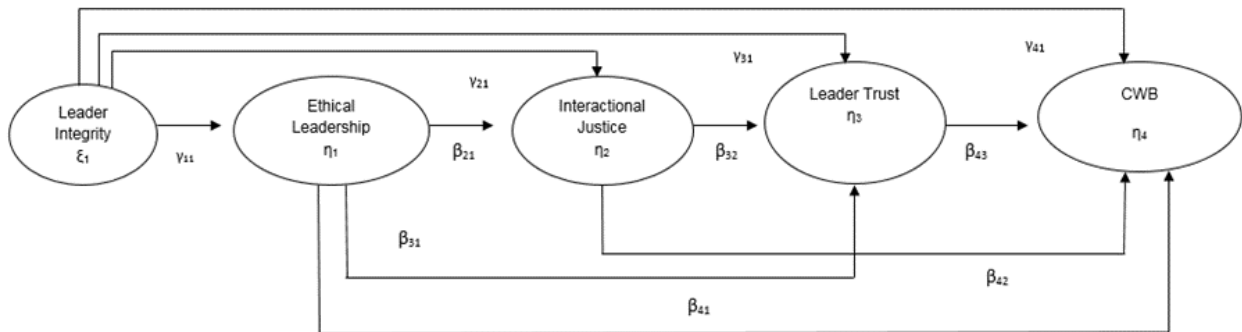 Leader
Integrity
ξ₁
γ₁₁
Ethical
Leadership
η₁
γ₂₁
β₂₁
Interactional
Justice
η₂
β₃₂
γ₃₁
Leader Trust
η₃
β₄₃
γ₄₁
CWB
η₄
β₃₁
β₄₂
β₄₁